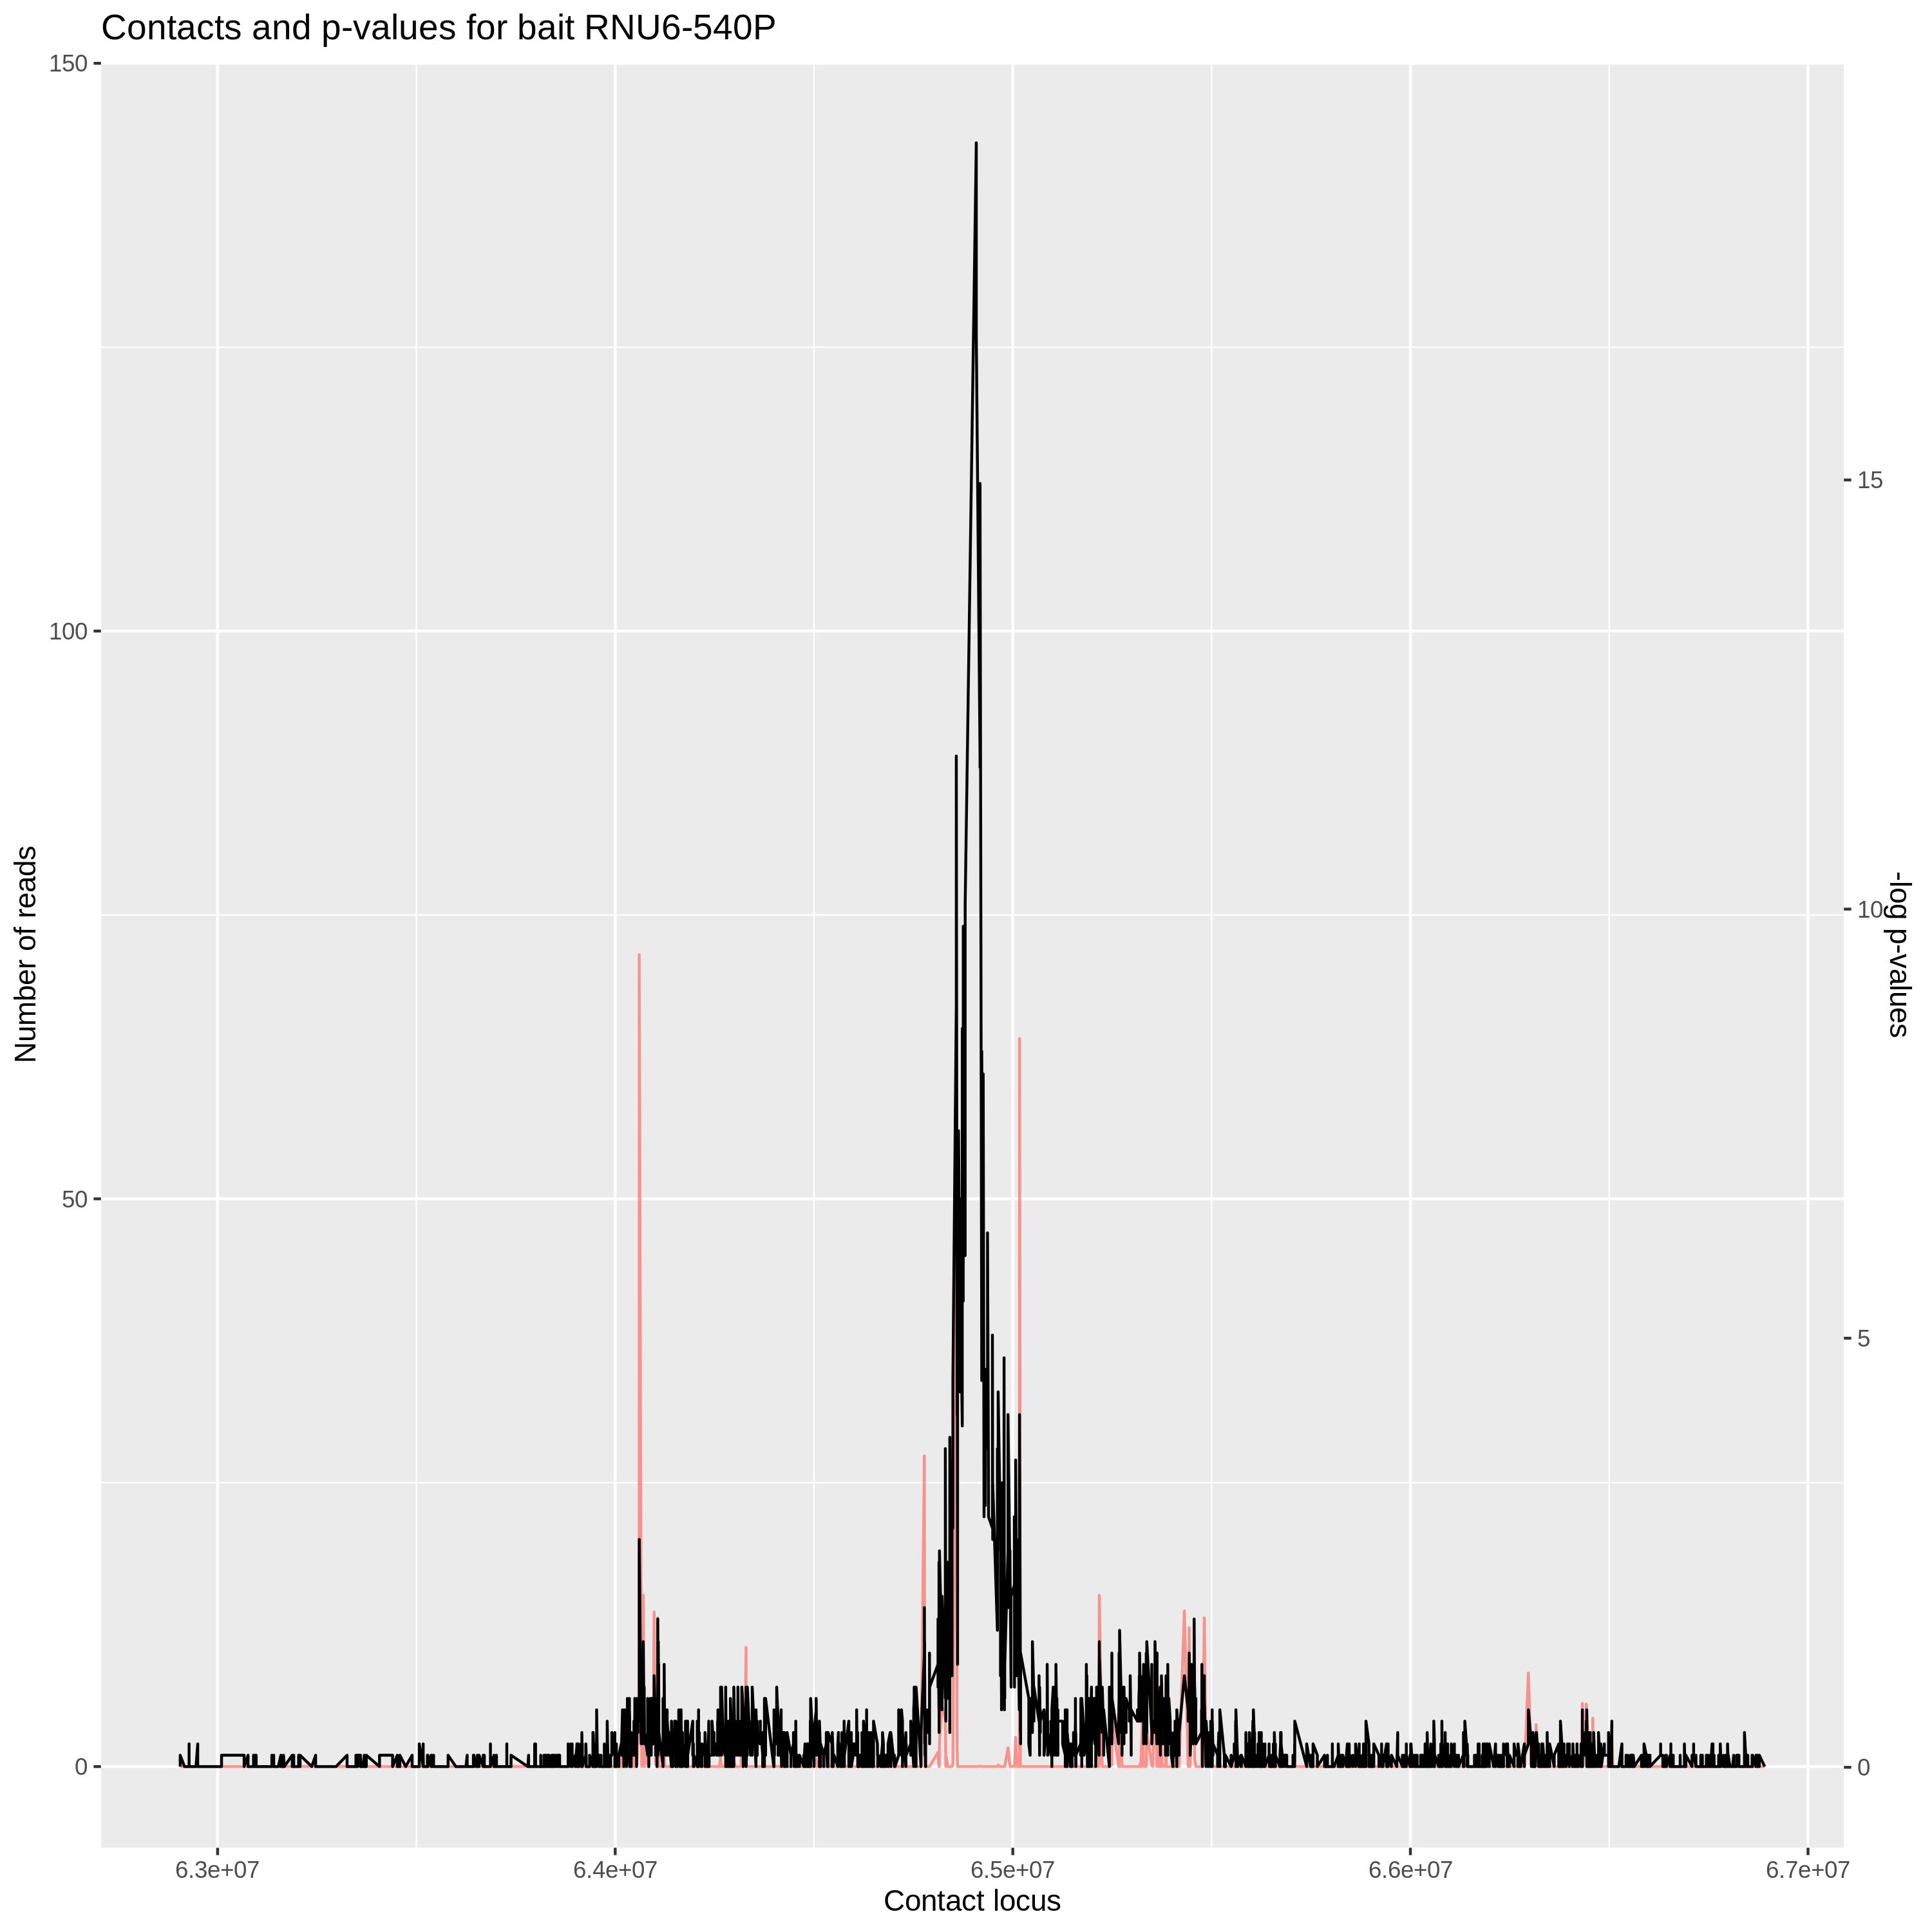 Contacts and p-values for bait RNU6-540P
150
100
50
0
Number of reads
15
10
5
0
-log p-values
6.3e+07
6.4e+07
6.5e+07
6.6e+07
6.7e+07
Contact locus